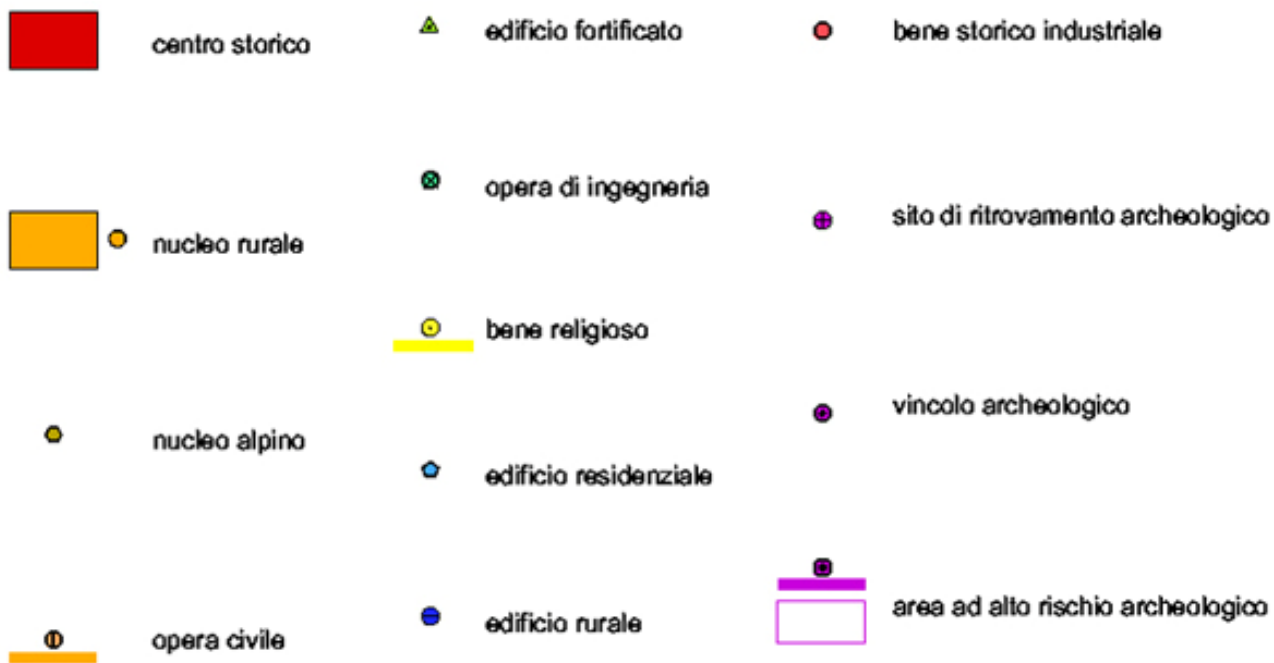 centro storico
nucleo rurale
nucleo alpino
opera civile
edificio fortificato
opera di ingegneria
bene religioso
edificio residenziale
edificio rurale
bene storico industriale
sito di ritrovamento archeologico
vincolo archeologico
area ad alto rischio archeologico